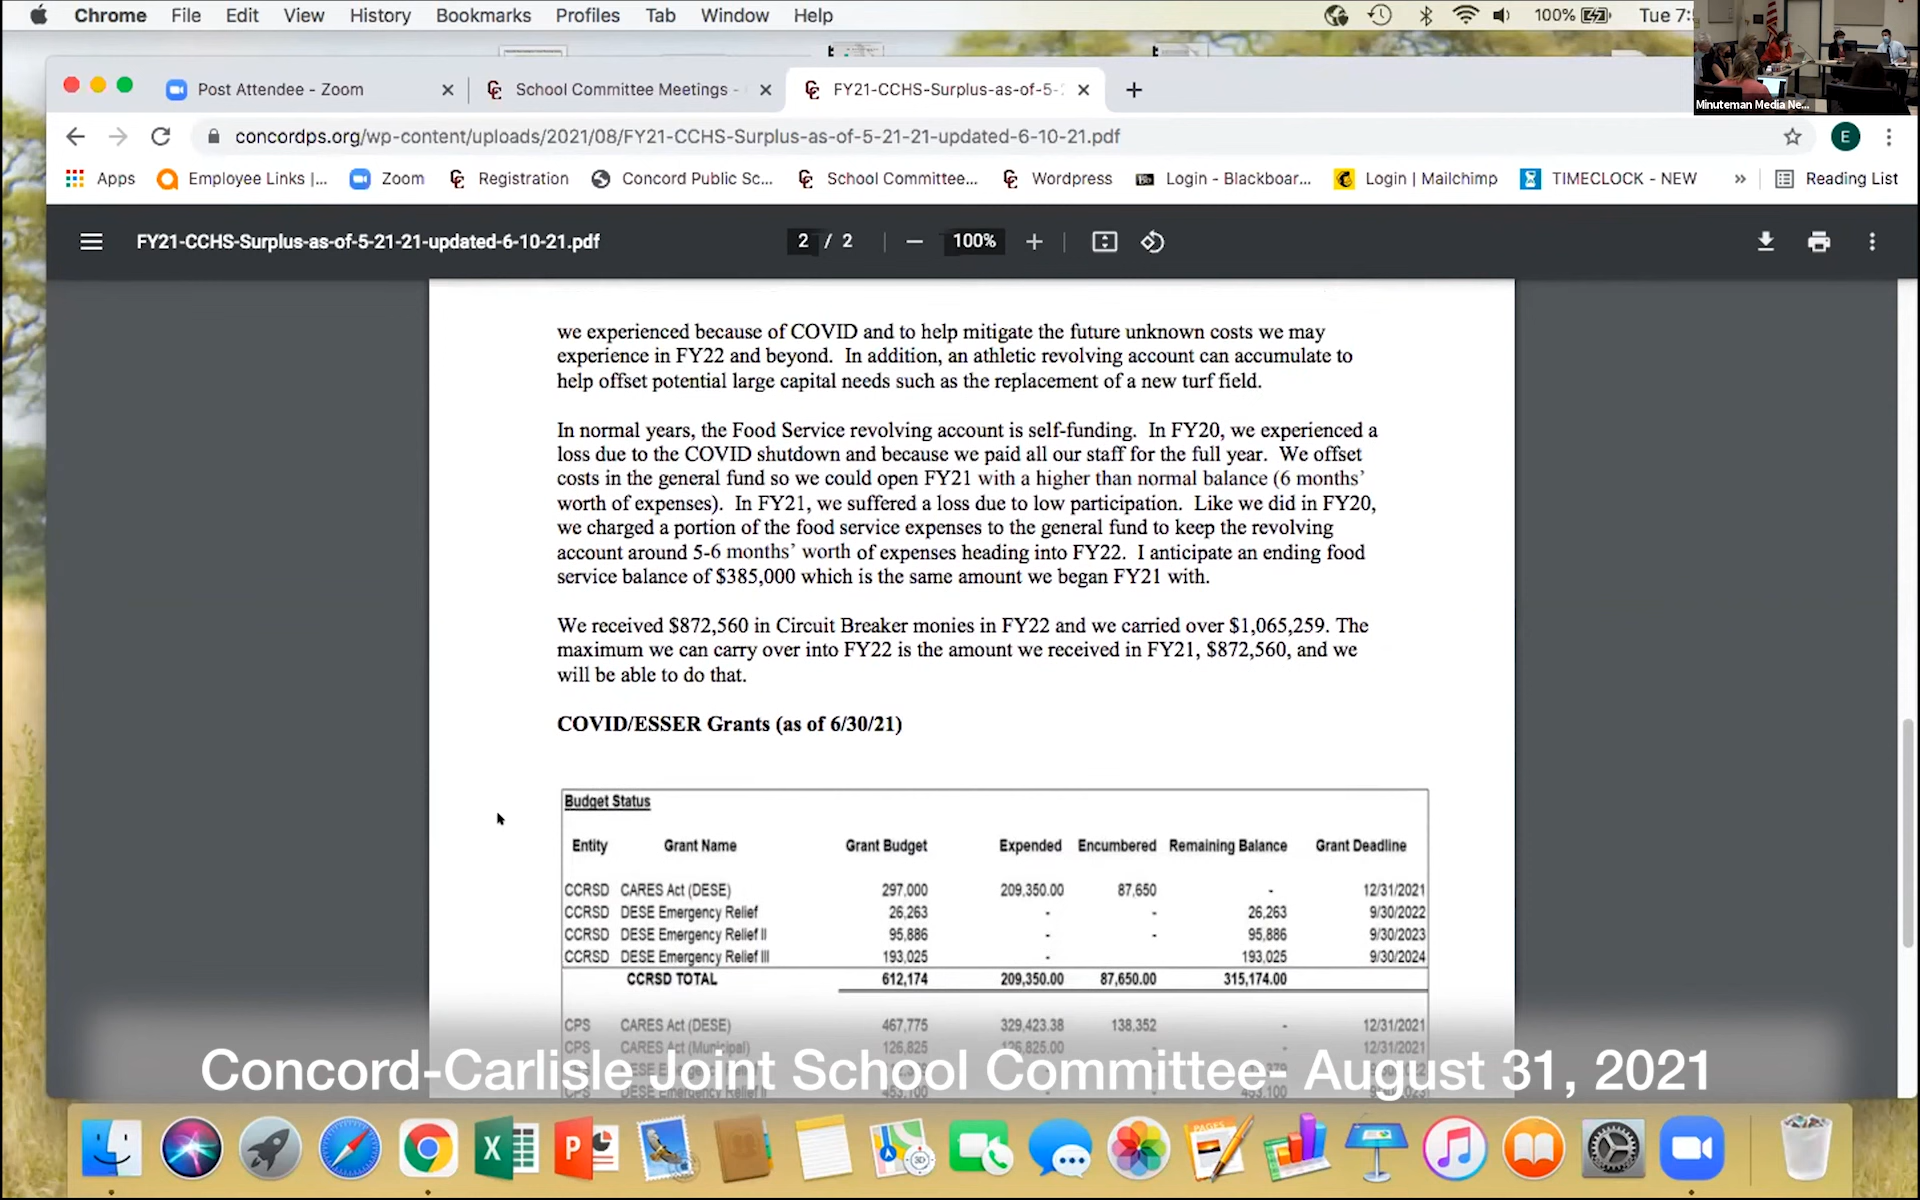 Chrome File Edit View History Bookmarks Profiles Tab Window Help 100% Tue 7:
Minuteman Media Ne...
Post Attendee - Zoom
School Committee Meetings -
FY21-CCHS-Surplus-as-of-5-2
concordps.org/wp-content/uploads/2021/08/FY21-CCHS-Surplus-as-of-5-21-21-updated-6-10-21.pdf
E
Apps Employee Links |... Zoom Registration Concord Public Sc... School Committee... Wordpress Login - Blackboar... Login | Mailchimp TIMECLOCK - NEW » Reading List
FY21-CCHS-Surplus-as-of-5-21-21-updated-6-10-21.pdf 2 / 2 — 100% +
we experienced because of COVID and to help mitigate the future unknown costs we may
experience in FY22 and beyond. In addition, an athletic revolving account can accumulate to
help offset potential large capital needs such as the replacement of a new turf field.
In normal years, the Food Service revolving account is self-funding. In FY20, we experienced a
loss due to the COVID shutdown and because we paid all our staff for the full year. We offset
costs in the general fund so we could open FY21 with a higher than normal balance (6 months'
worth of expenses). In FY21, we suffered a loss due to low participation. Like we did in FY20,
we charged a portion of the food service expenses to the general fund to keep the revolving
account around 5-6 months' worth of expenses heading into FY22. I anticipate an ending food
service balance of $385,000 which is the same amount we began FY21 with.
We received $872,560 in Circuit Breaker monies in FY22 and we carried over $1,065,259. The
maximum we can carry over into FY22 is the amount we received in FY21, $872,560, and we
will be able to do that.
COVID/ESSER Grants (as of 6/30/21)
Budget Status
Entity Grant Name Grant Budget Expended Encumbered Remaining Balance Grant Deadline
CCRSD CARES Act (DESE) 297,000 209,350.00 87,650 - 12/31/2021
CCRSD DESE Emergency Relief 26,263 - - 26,263 9/30/2022
CCRSD DESE Emergency Relief II 95,886 - - 95,886 9/30/2023
CCRSD DESE Emergency Relief III 193,025 - 193,025 9/30/2024
CCRSD TOTAL 612,174 209,350.00 87,650.00 315,174.00
CPS CARES Act (DESE) 467,775 329,423.38 138,352 - 12/31/2021
CPS CARES Act (Municipal) 126,825 126,825.00 - 12/31/2021
CPS DESE Emergency Relief II 453,100 453,100
Concord-Carlisle Joint School Committee- August 31, 2021
PAGES